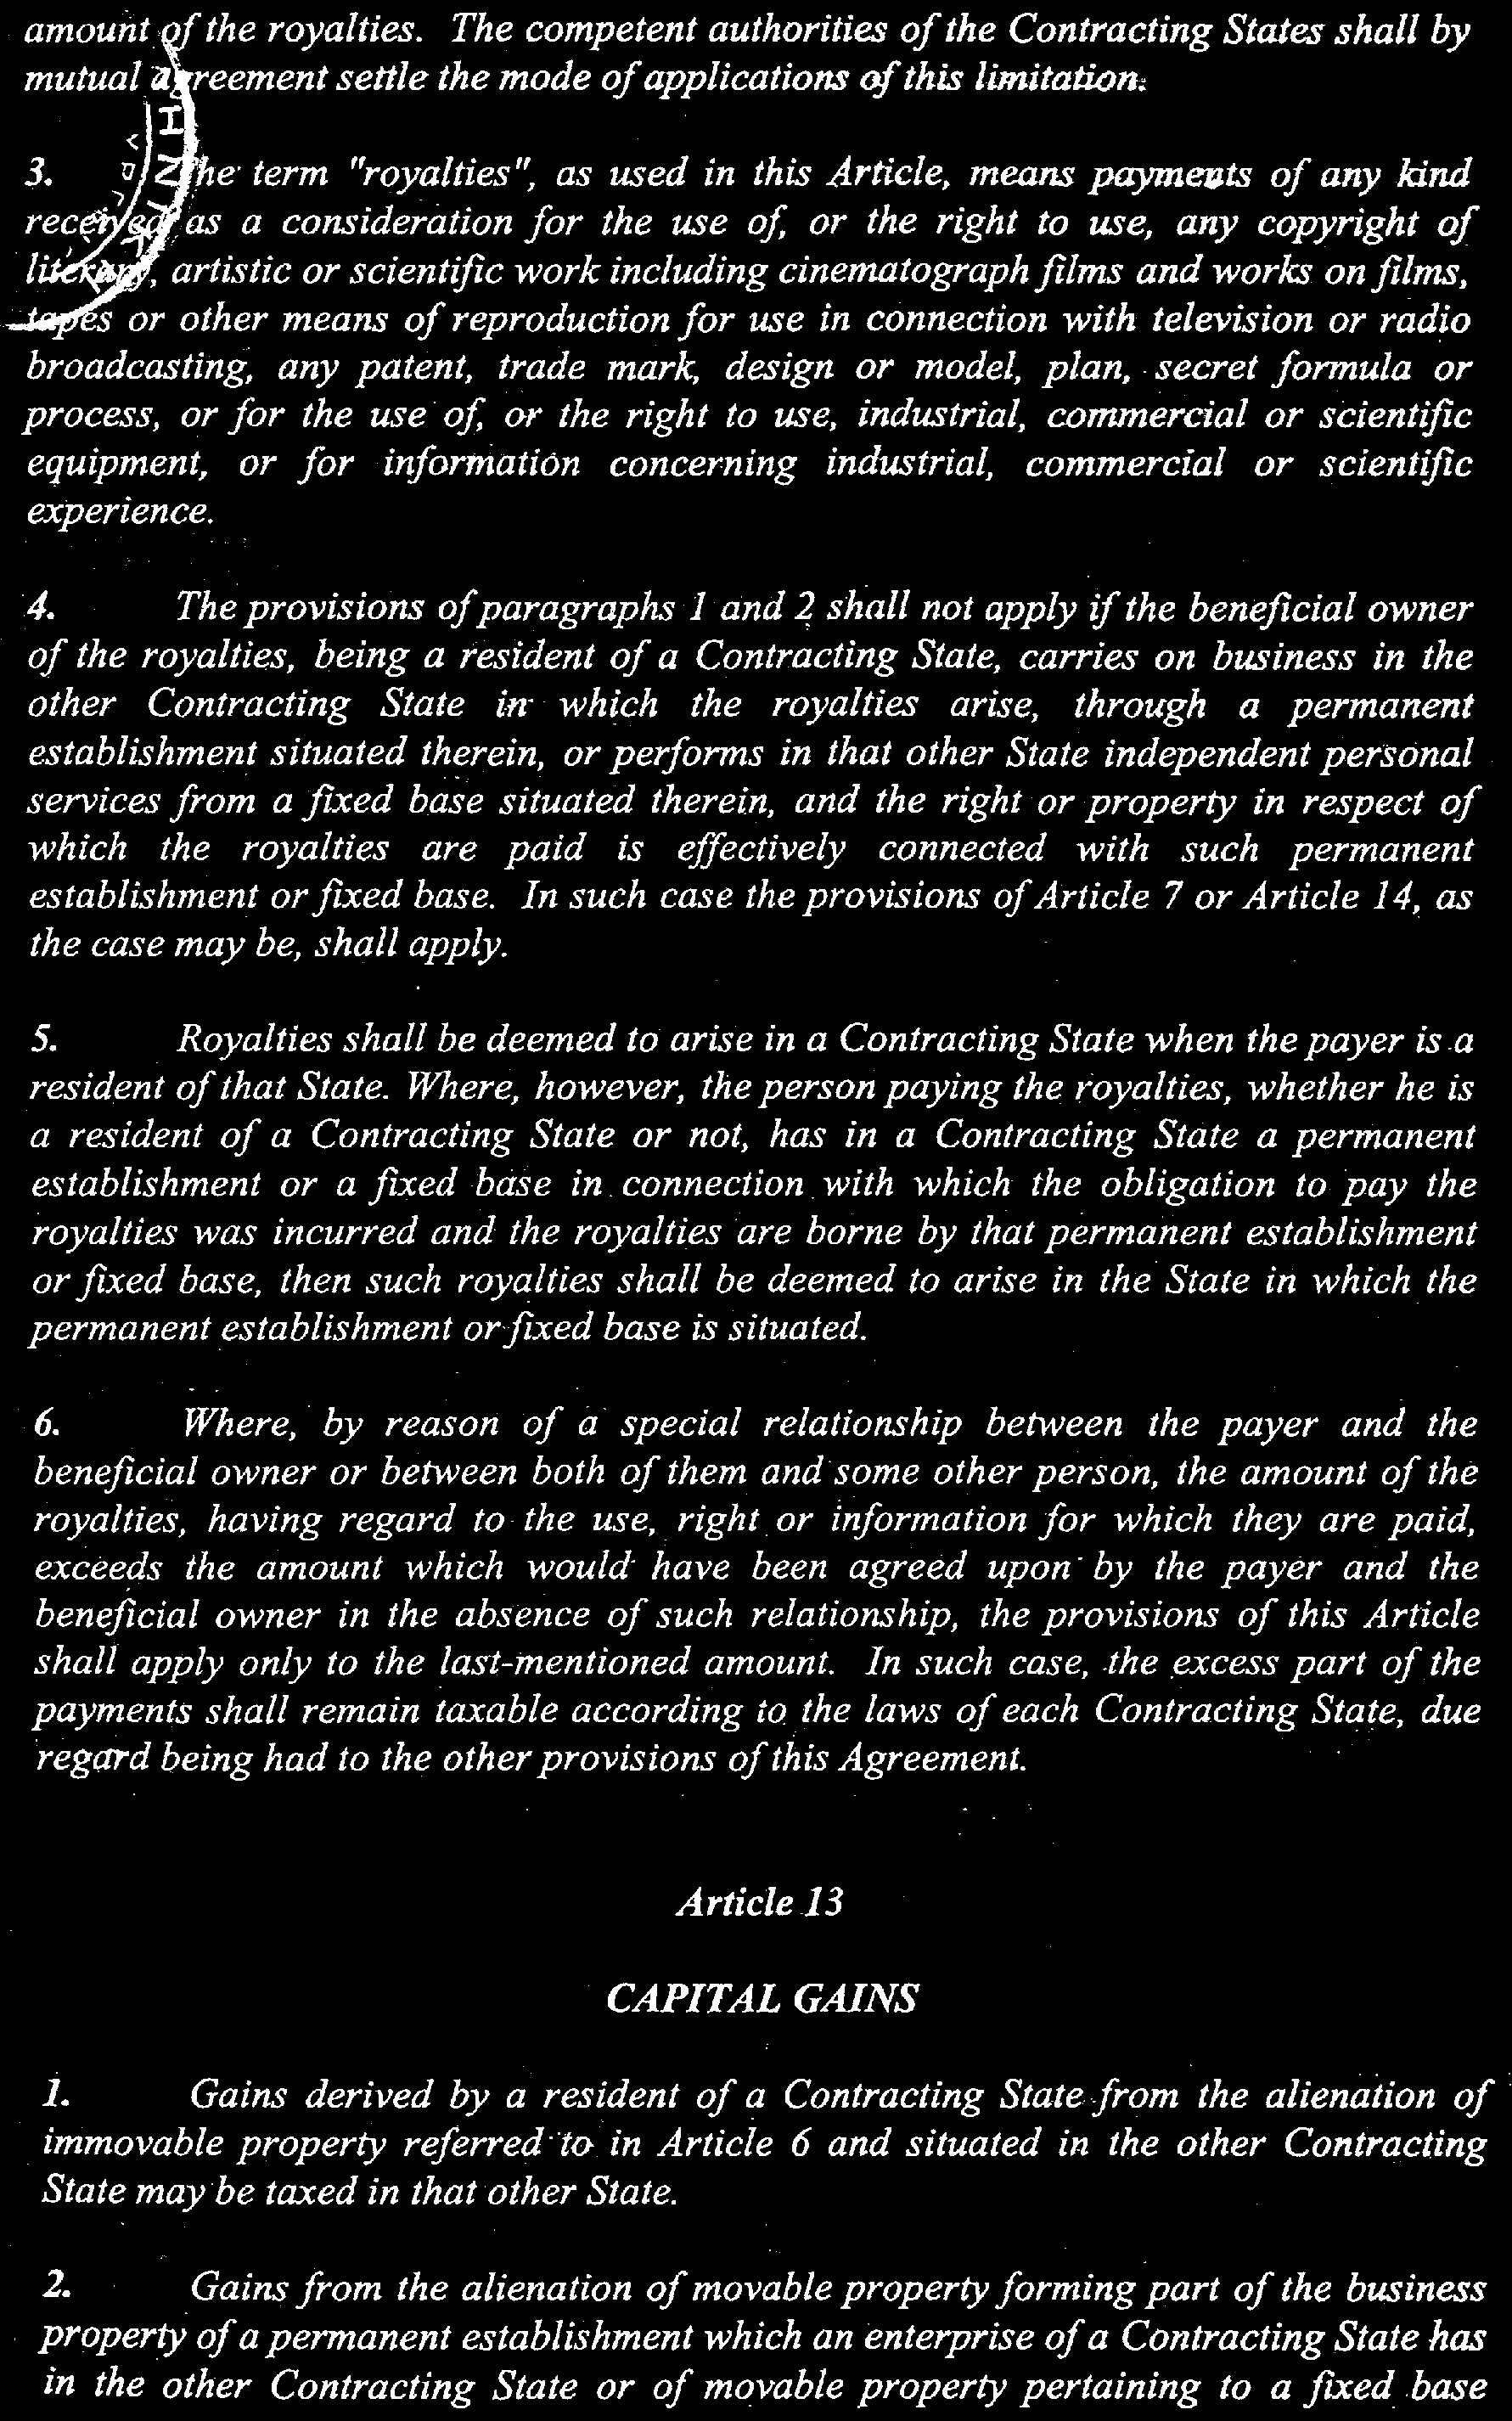 amount of the royalties. The competent authorities of the Contracting States shall by
mutual agreement settle the mode of applications of this limitation.
3. The term "royalties", as used in this Article, means payments of any kind
received as a consideration for the use of, or the right to use, any copyright of
literary, artistic or scientific work including cinematograph films and works on films,
tapes or other means of reproduction for use in connection with television or radio
broadcasting, any patent, trade mark, design or model, plan, secret formula or
process, or for the use of, or the right to use, industrial, commercial or scientific
equipment, or for information concerning industrial, commercial or scientific
experience.
4. The provisions of paragraphs 1 and 2 shall not apply if the beneficial owner
of the royalties, being a resident of a Contracting State, carries on business in the
other Contracting State in which the royalties arise, through a permanent
establishment situated therein, or performs in that other State independent personal
services from a fixed base situated therein, and the right or property in respect of
which the royalties are paid is effectively connected with such permanent
establishment or fixed base. In such case the provisions of Article 7 or Article 14, as
the case may be, shall apply.
5. Royalties shall be deemed to arise in a Contracting State when the payer is a
resident of that State. Where, however, the person paying the royalties, whether he is
a resident of a Contracting State or not, has in a Contracting State a permanent
establishment or a fixed base in connection with which the obligation to pay the
royalties was incurred and the royalties are borne by that permanent establishment
or fixed base, then such royalties shall be deemed to arise in the State in which the
permanent establishment or fixed base is situated.
6. Where, by reason of a special relationship between the payer and the
beneficial owner or between both of them and some other person, the amount of the
royalties, having regard to the use, right or information for which they are paid,
exceeds the amount which would have been agreed upon by the payer and the
beneficial owner in the absence of such relationship, the provisions of this Article
shall apply only to the last-mentioned amount. In such case, the excess part of the
payments shall remain taxable according to the laws of each Contracting State, due
regard being had to the other provisions of this Agreement.
Article 13
CAPITAL GAINS
1. Gains derived by a resident of a Contracting State from the alienation of
immovable property referred to in Article 6 and situated in the other Contracting
State may be taxed in that other State.
2. Gains from the alienation of movable property forming part of the business
property of a permanent establishment which an enterprise of a Contracting State has
in the other Contracting State or of movable property pertaining to a fixed base